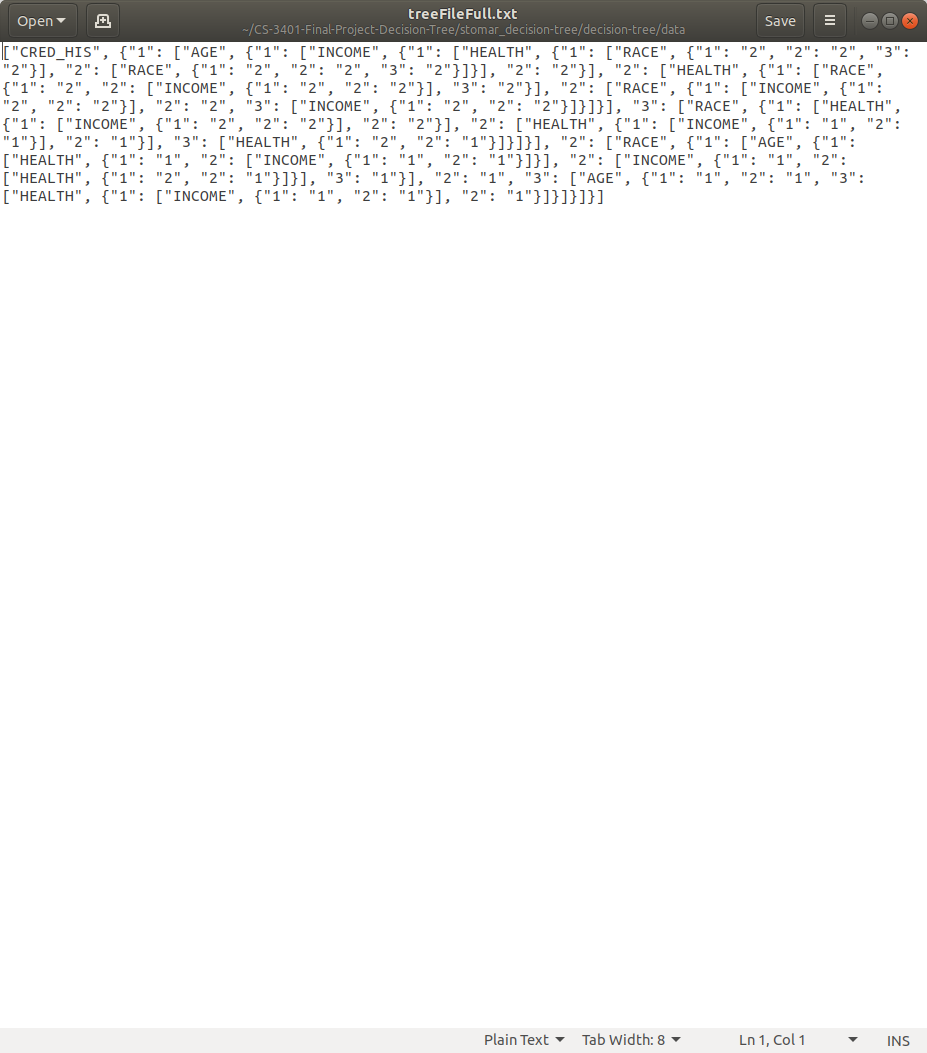 Open
treeFileFull.txt
~/CS-3401-Final-Project-Decision-Tree/stomar_decision-tree/decision-tree/data
Save
["CRED_HIS", {"1": ["AGE", {"1": ["INCOME", {"1": ["HEALTH", {"1": ["RACE", {"1": "2", "2": "2", "3":
"2"}], "2": ["RACE", {"1": "2", "2": "2", "3": "2"}]}], "2": "2"}], "2": ["HEALTH", {"1": ["RACE",
{"1": "2", "2": ["INCOME", {"1": "2", "2": "2"}], "3": "2"}], "2": ["RACE", {"1": ["INCOME", {"1":
"2", "2": "2"}], "2": "2", "3": ["INCOME", {"1": "2", "2": "2"}]}]}], "3": ["RACE", {"1": ["HEALTH",
{"1": ["INCOME", {"1": "2", "2": "2"}], "2": "2"}], "2": ["HEALTH", {"1": ["INCOME", {"1": "1", "2":
"1"}], "2": "1"}], "3": ["HEALTH", {"1": "2", "2": "1"}]}]}], "2": ["RACE", {"1": ["AGE", {"1":
["HEALTH", {"1": "1", "2": ["INCOME", {"1": "1", "2": "1"}]}], "2": ["INCOME", {"1": "1", "2":
["HEALTH", {"1": "2", "2": "1"}]}], "3": "1"}], "2": "1", "3": ["AGE", {"1": "1", "2": "1", "3":
["HEALTH", {"1": ["INCOME", {"1": "1", "2": "1"}], "2": "1"}]}]}]}]
Plain Text Tab Width: 8 Ln 1, Col 1 INS